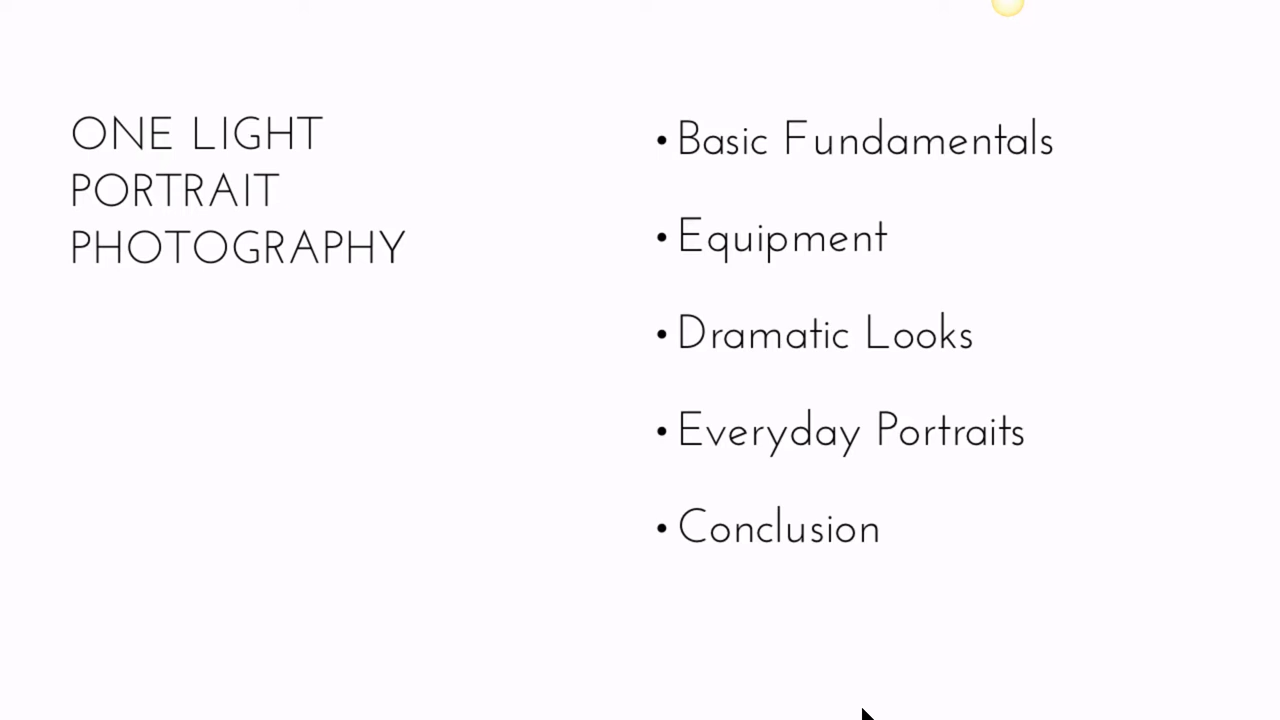 ONE LIGHT
PORTRAIT
PHOTOGRAPHY
• Basic Fundamentals
• Equipment
• Dramatic Looks
• Everyday Portraits
• Conclusion